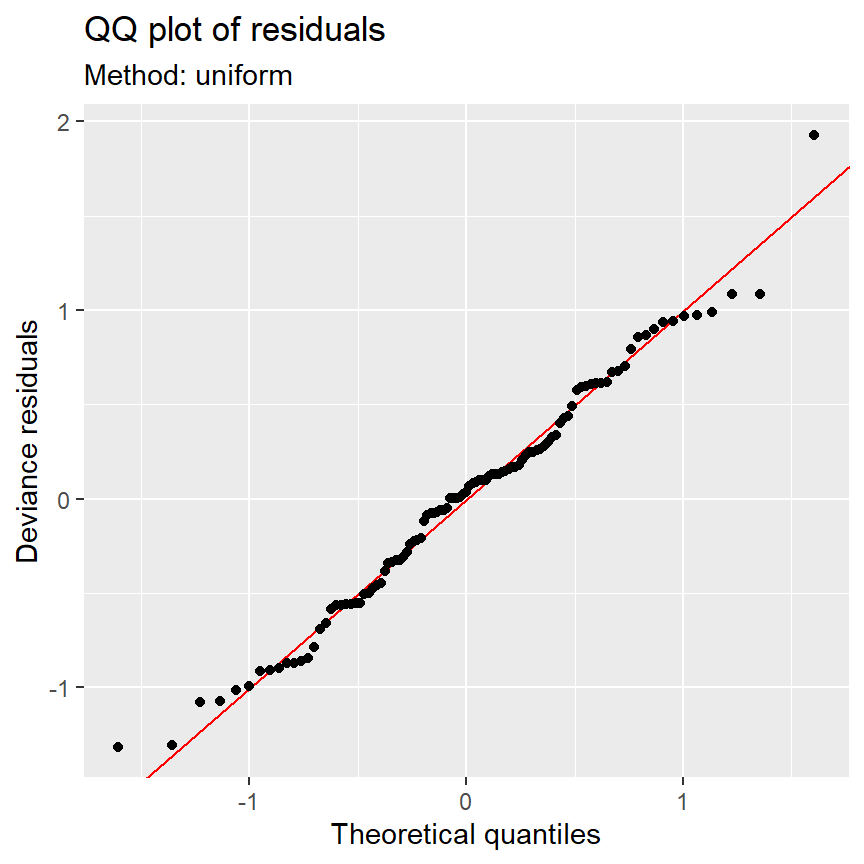 QQ plot of residuals
Method: uniform
2
1
0
-1
Deviance residuals
-1
0
1
Theoretical quantiles